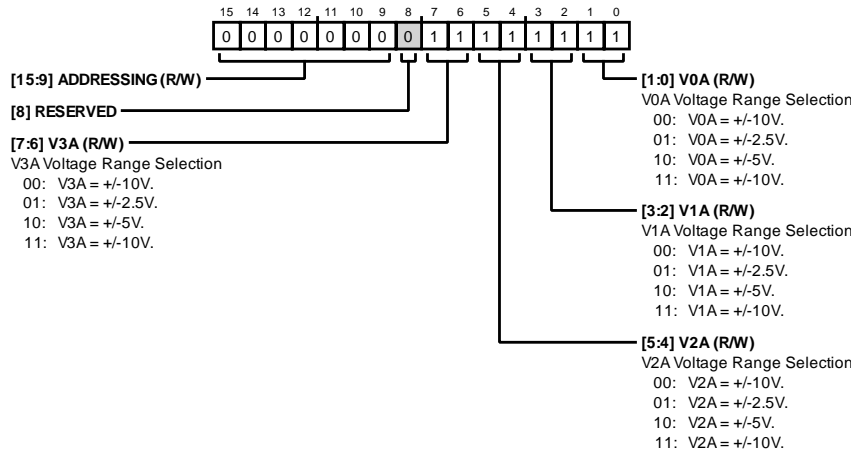 15 14 13 12 11 10 9 8 7 6 5 4 3 2 1 0
0 0 0 0 0 0 0 0 1 1 1 1 1 1 1 1
[15:9] ADDRESSING (R/W)
[8] RESERVED
[7:6] V3A (R/W)
V3A Voltage Range Selection
00: V3A = +/-10V.
01: V3A = +/-2.5V.
10: V3A = +/-5V.
11: V3A = +/-10V.
[1:0] V0A (R/W)
V0A Voltage Range Selection
00: V0A = +/-10V.
01: V0A = +/-2.5V.
10: V0A = +/-5V.
11: V0A = +/-10V.
[3:2] V1A (R/W)
V1A Voltage Range Selection
00: V1A = +/-10V.
01: V1A = +/-2.5V.
10: V1A = +/-5V.
11: V1A = +/-10V.
[5:4] V2A (R/W)
V2A Voltage Range Selection
00: V2A = +/-10V.
01: V2A = +/-2.5V.
10: V2A = +/-5V.
11: V2A = +/-10V.